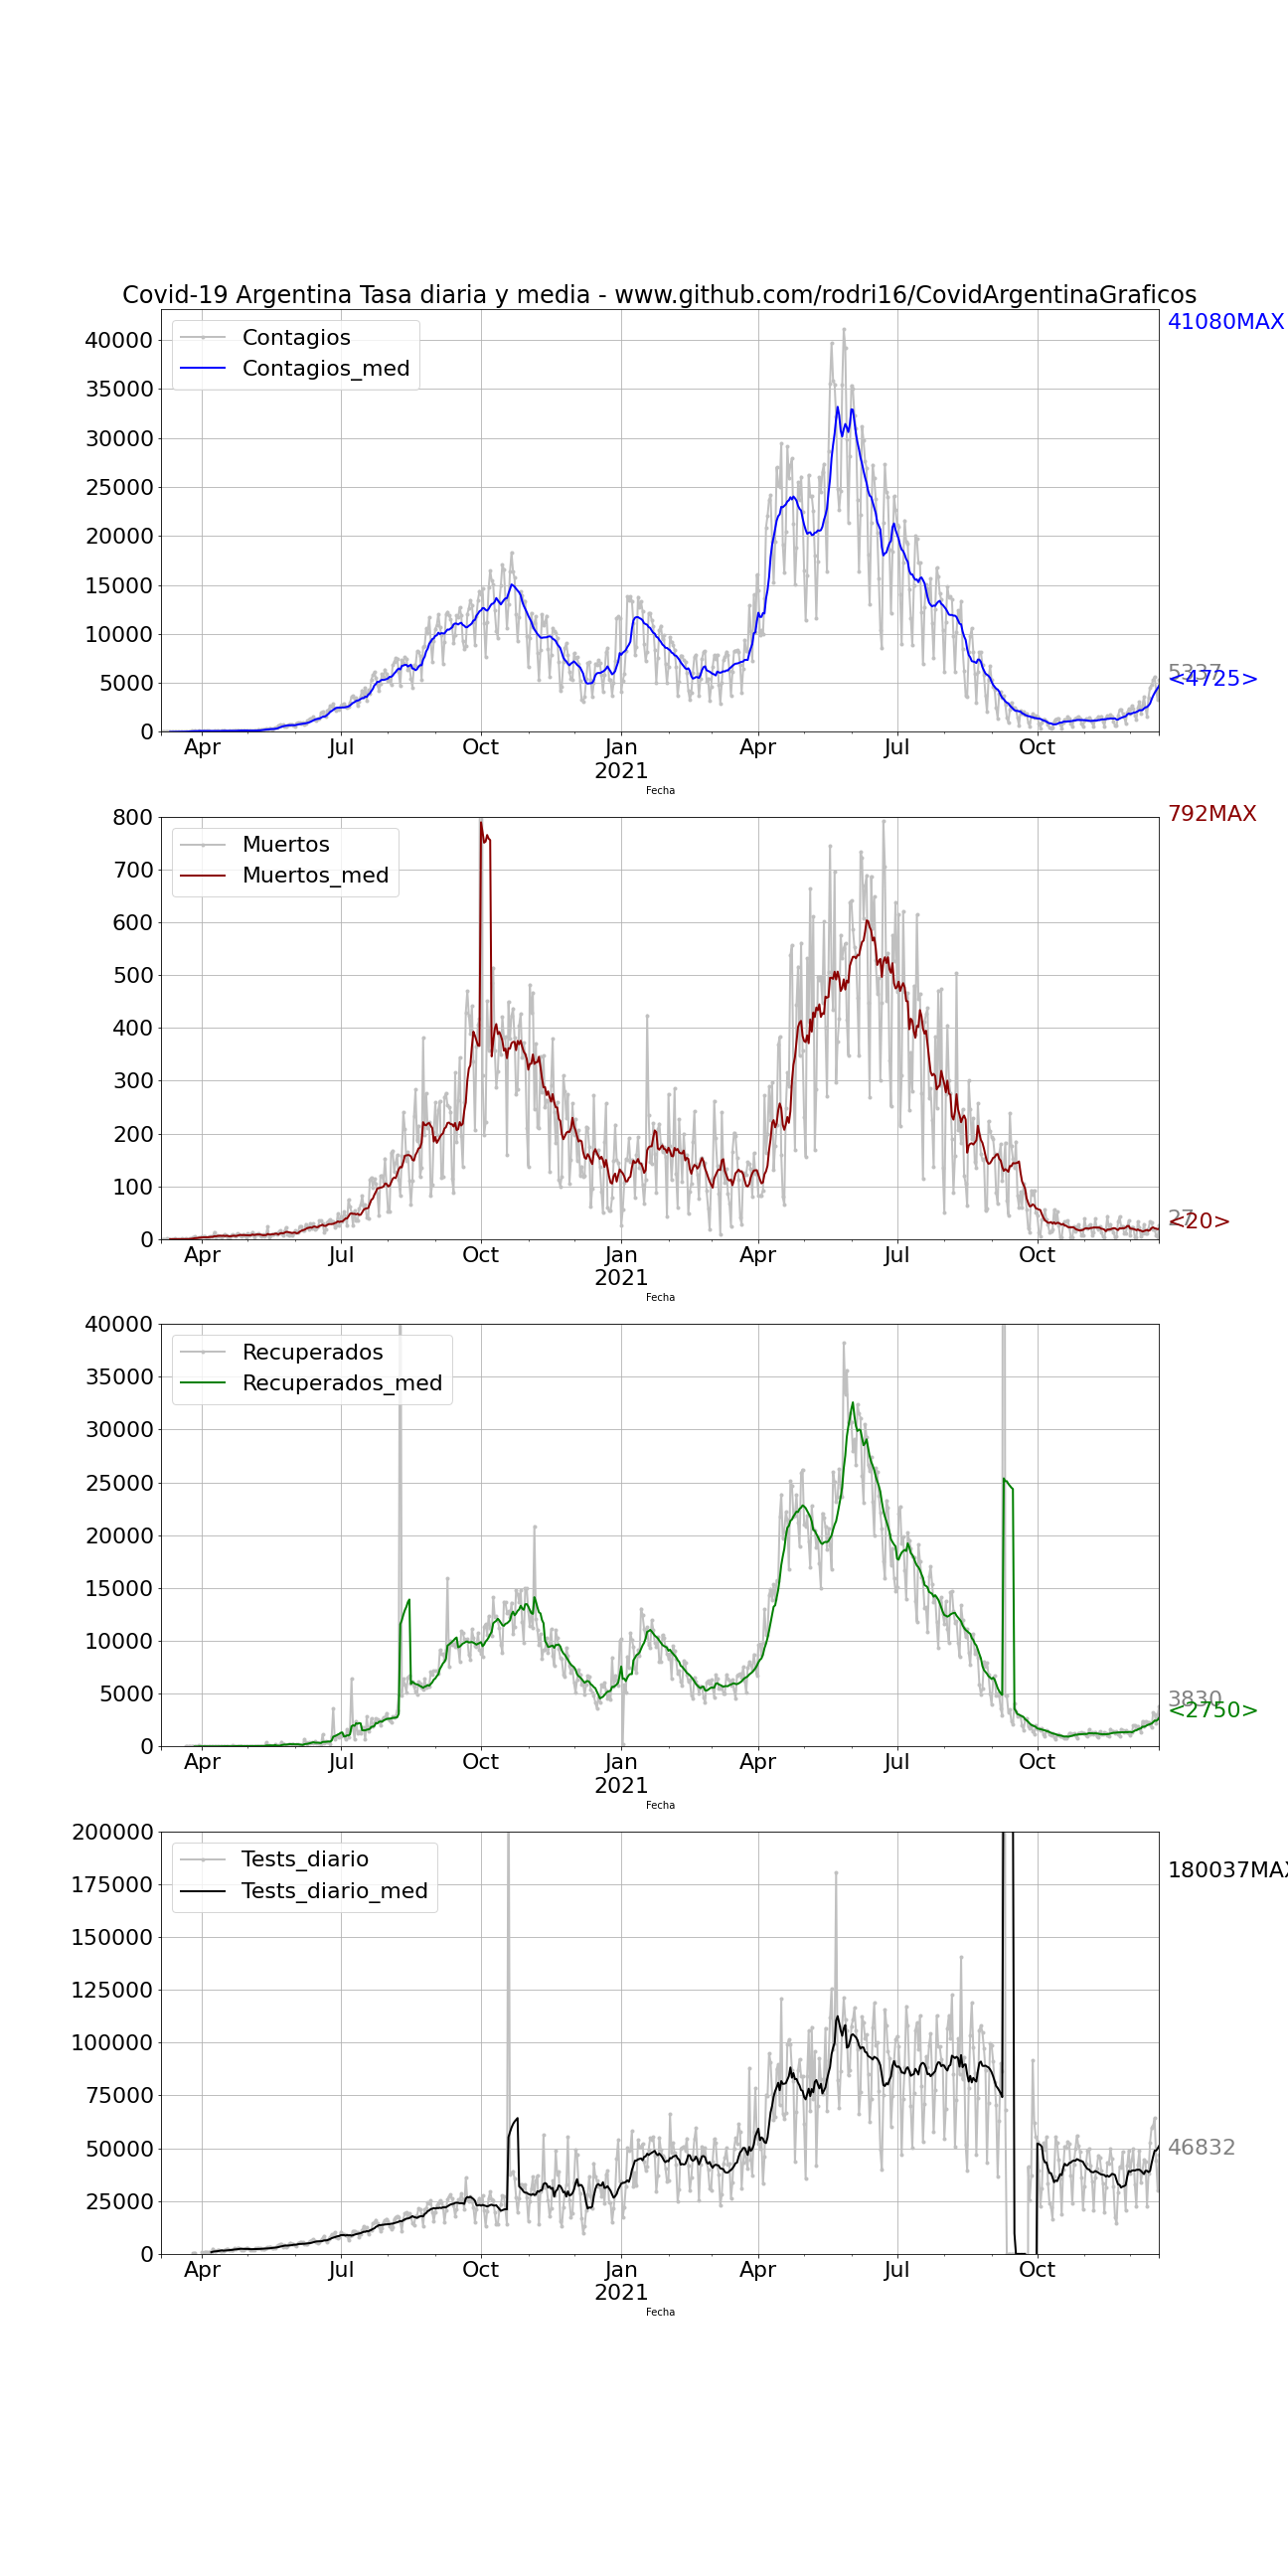 Covid-19 Argentina Tasa diaria y media - www.github.com/rodri16/CovidArgentinaGraficos
41080MAX
Contagios
Contagios_med
40000
35000
30000
25000
20000
15000
10000
5000
0
5337
<4725>
Apr Jul Oct Jan Apr Jul Oct
2021
Fecha
792MAX
Muertos
Muertos_med
800
700
600
500
400
300
200
100
0
27
<20>
Apr Jul Oct Jan Apr Jul Oct
2021
Fecha
Recuperados
Recuperados_med
40000
35000
30000
25000
20000
15000
10000
5000
0
3830
<2750>
Apr Jul Oct Jan Apr Jul Oct
2021
Fecha
Tests_diario
Tests_diario_med
180037MAX
200000
175000
150000
125000
100000
75000
50000
25000
0
46832
Apr Jul Oct Jan Apr Jul Oct
2021
Fecha